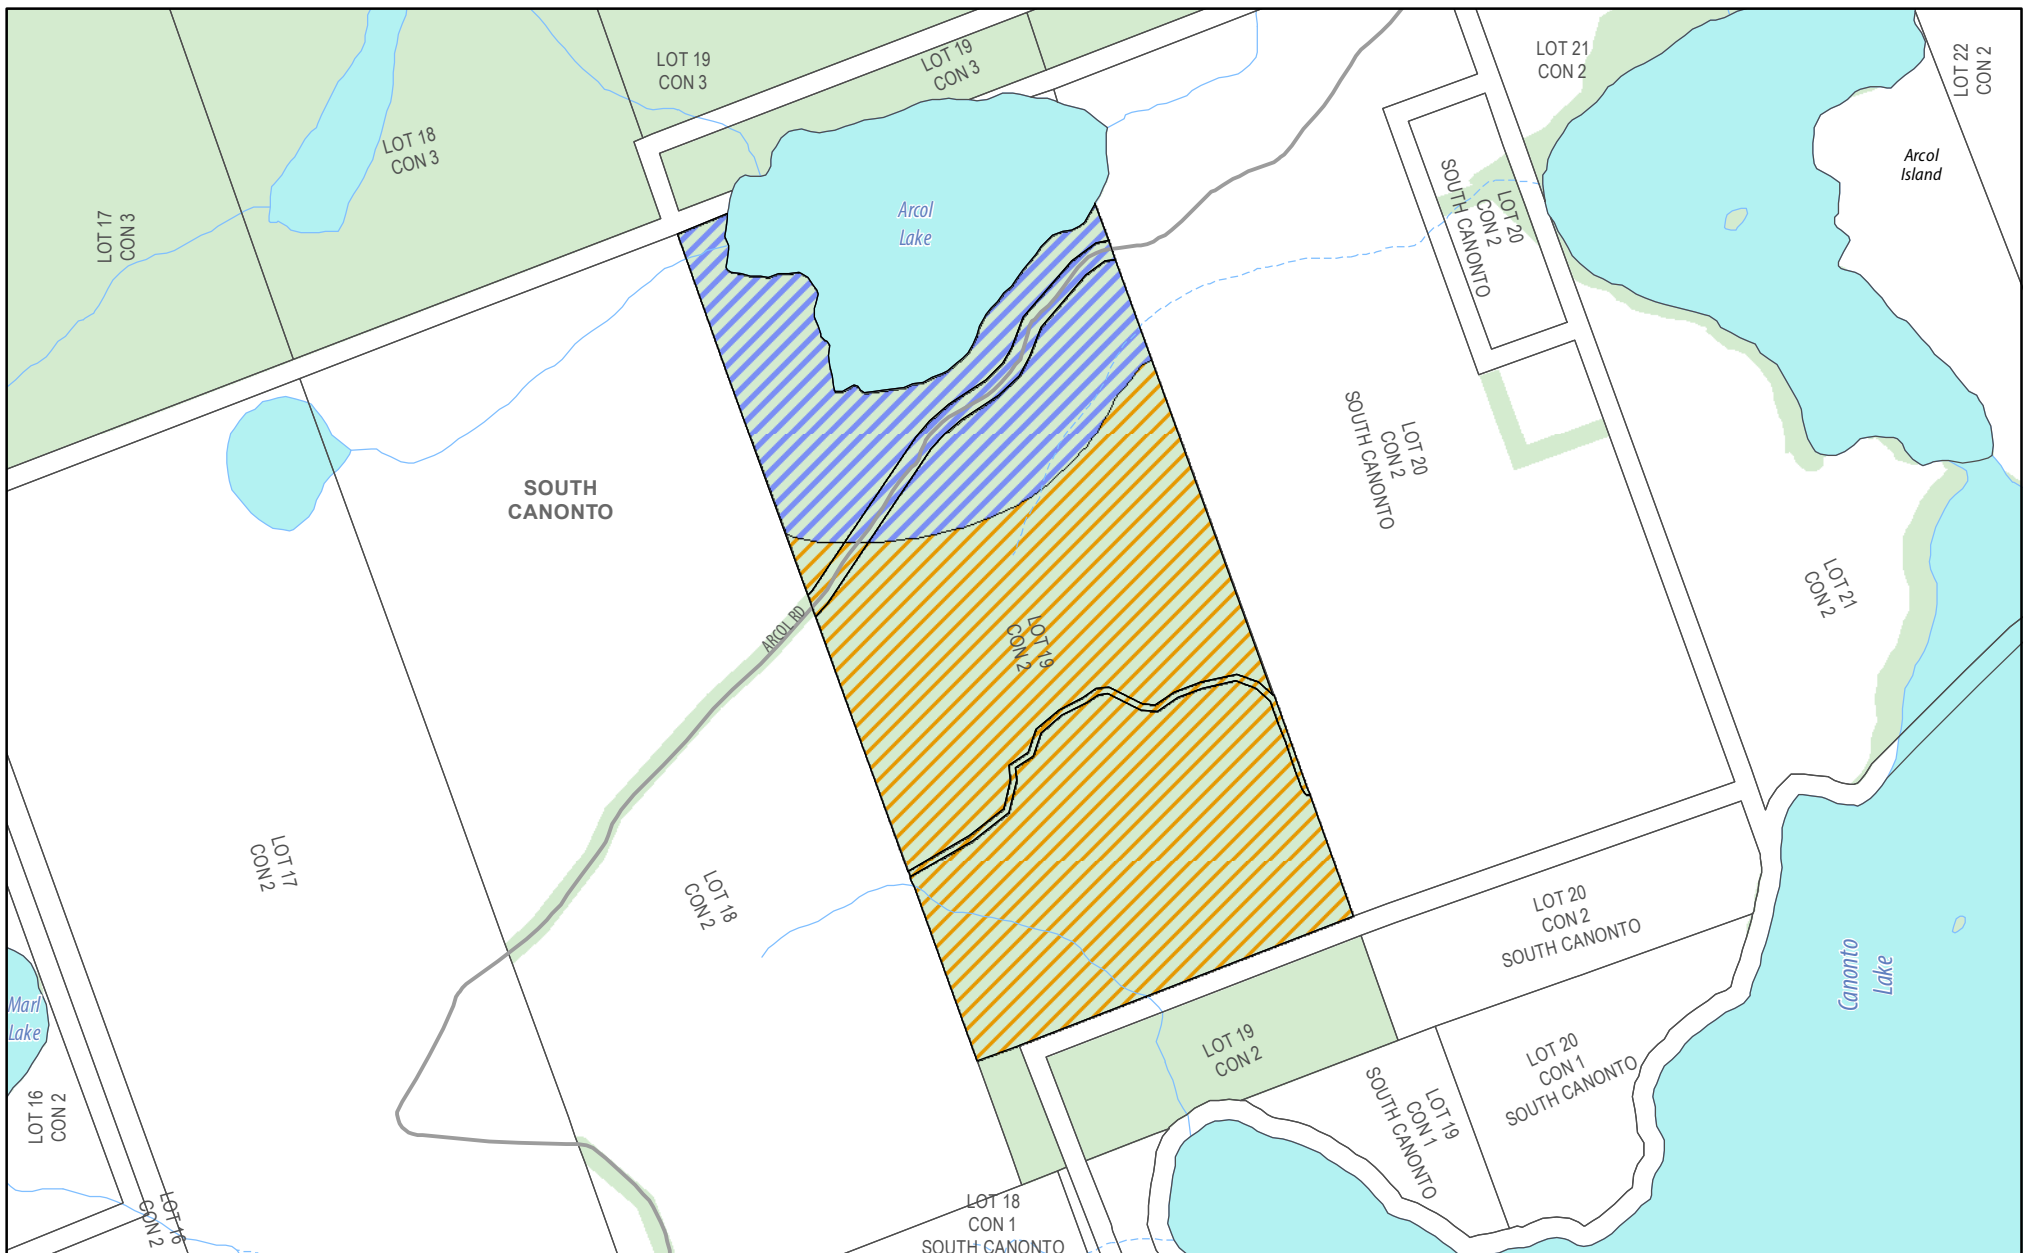 LOT 19
CON 3
LOT 19
CON 3
LOT 21
CON 2
LOT 22
CON 2
LOT 18
CON 3
LOT 17
CON 3
Arcol
Island
Arcol
Lake
LOT 20
CON 2
SOUTH CANONTO
SOUTH
CANONTO
LOT 20
CON 2
SOUTH CANONTO
LOT 21
CON 2
ARCOL RD
LOT 19
CON 2
LOT 17
CON 2
LOT 18
CON 2
LOT 20
CON 2
SOUTH CANONTO
Canonto
Lake
Marl
Lake
LOT 19
CON 2
LOT 20
CON 1
SOUTH CANONTO
LOT 16
CON 2
LOT 19
CON 1
SOUTH CANONTO
LOT 16
CON 2
LOT 18
CON 1
SOUTH CANONTO